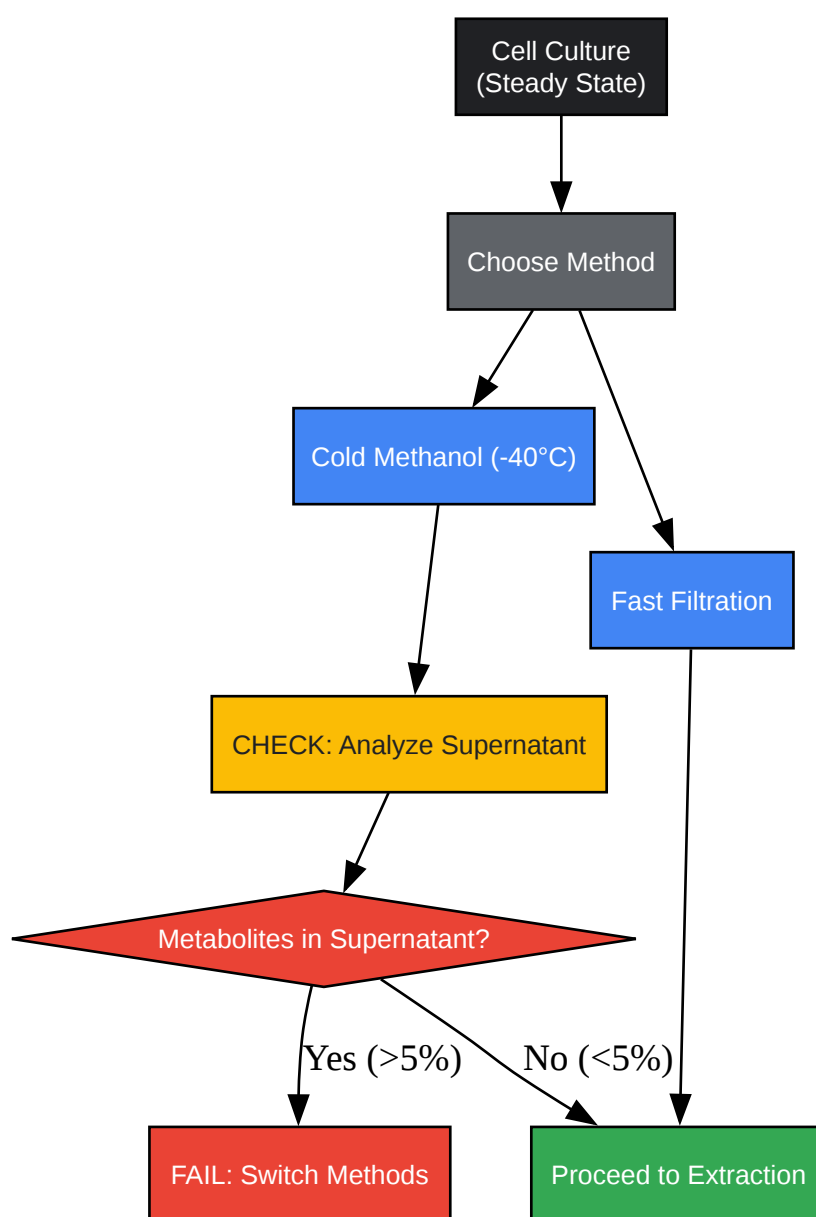 Cell Culture
(Steady State)
Choose Method
Cold Methanol (-40°C)
Fast Filtration
CHECK: Analyze Supernatant
Metabolites in Supernatant?
Yes (>5%)
No (<5%)
FAIL: Switch Methods
Proceed to Extraction